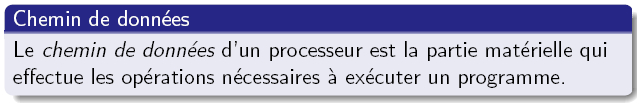 Chemin de données
Le chemin de données d'un processeur est la partie matérielle qui
effectue les opérations nécessaires à exécuter un programme.